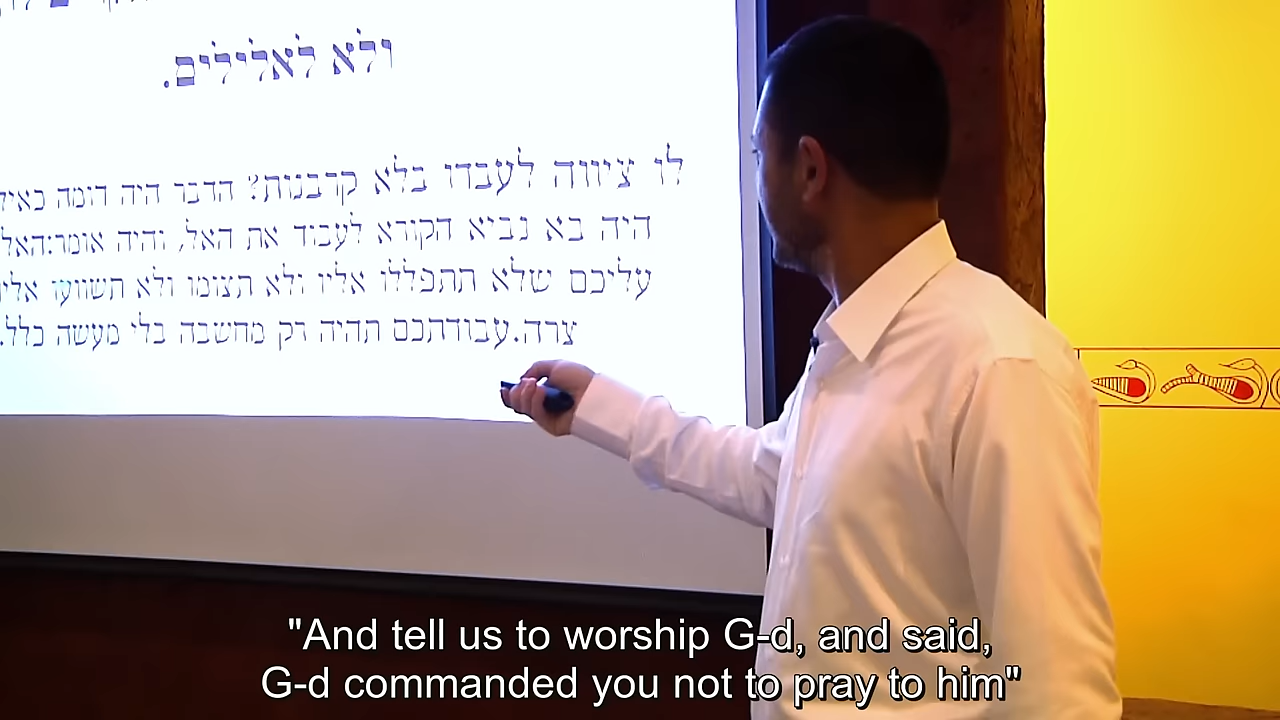 ולא לאלילים.
לו ציווה לעבדו בלא קרבנות? הדבר היה דומה כאיל
היה בא נביא הקורא לעבוד את האל, והיה אומר:האל
עליכם שלא תתפללו אליו ולא תצומו ולא תשוועו אליו
צרה.עבודתכם תהיה רק מחשבה בלי מעשה כלל.
"And tell us to worship G-d, and said,
G-d commanded you not to pray to him"